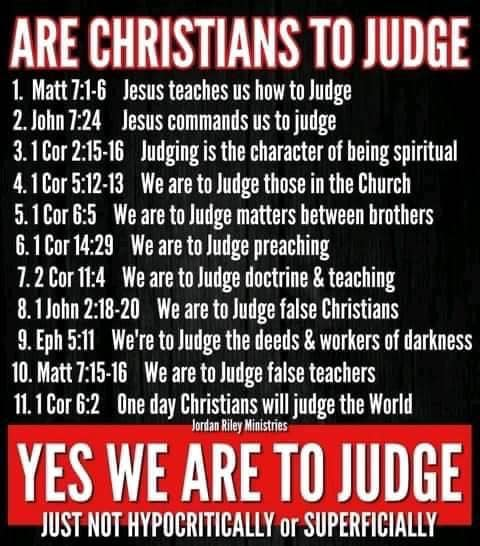 ARE CHRISTIANS TO JUDGE
1. Matt 7:1-6 Jesus teaches us how to Judge
2. John 7:24 Jesus commands us to judge
3. 1 Cor 2:15-16 Judging is the character of being spiritual
4. 1 Cor 5:12-13 We are to Judge those in the Church
5. 1 Cor 6:5 We are to Judge matters between brothers
6. 1 Cor 14:29 We are to Judge preaching
7. 2 Cor 11:4 We are to Judge doctrine & teaching
8. 1 John 2:18-20 We are to Judge false Christians
9. Eph 5:11 We're to Judge the deeds & workers of darkness
10. Matt 7:15-16 We are to Judge false teachers
11. 1 Cor 6:2 One day Christians will judge the World
Jordan Riley Ministries
YES WE ARE TO JUDGE
JUST NOT HYPOCRITICALLY or SUPERFICIALLY